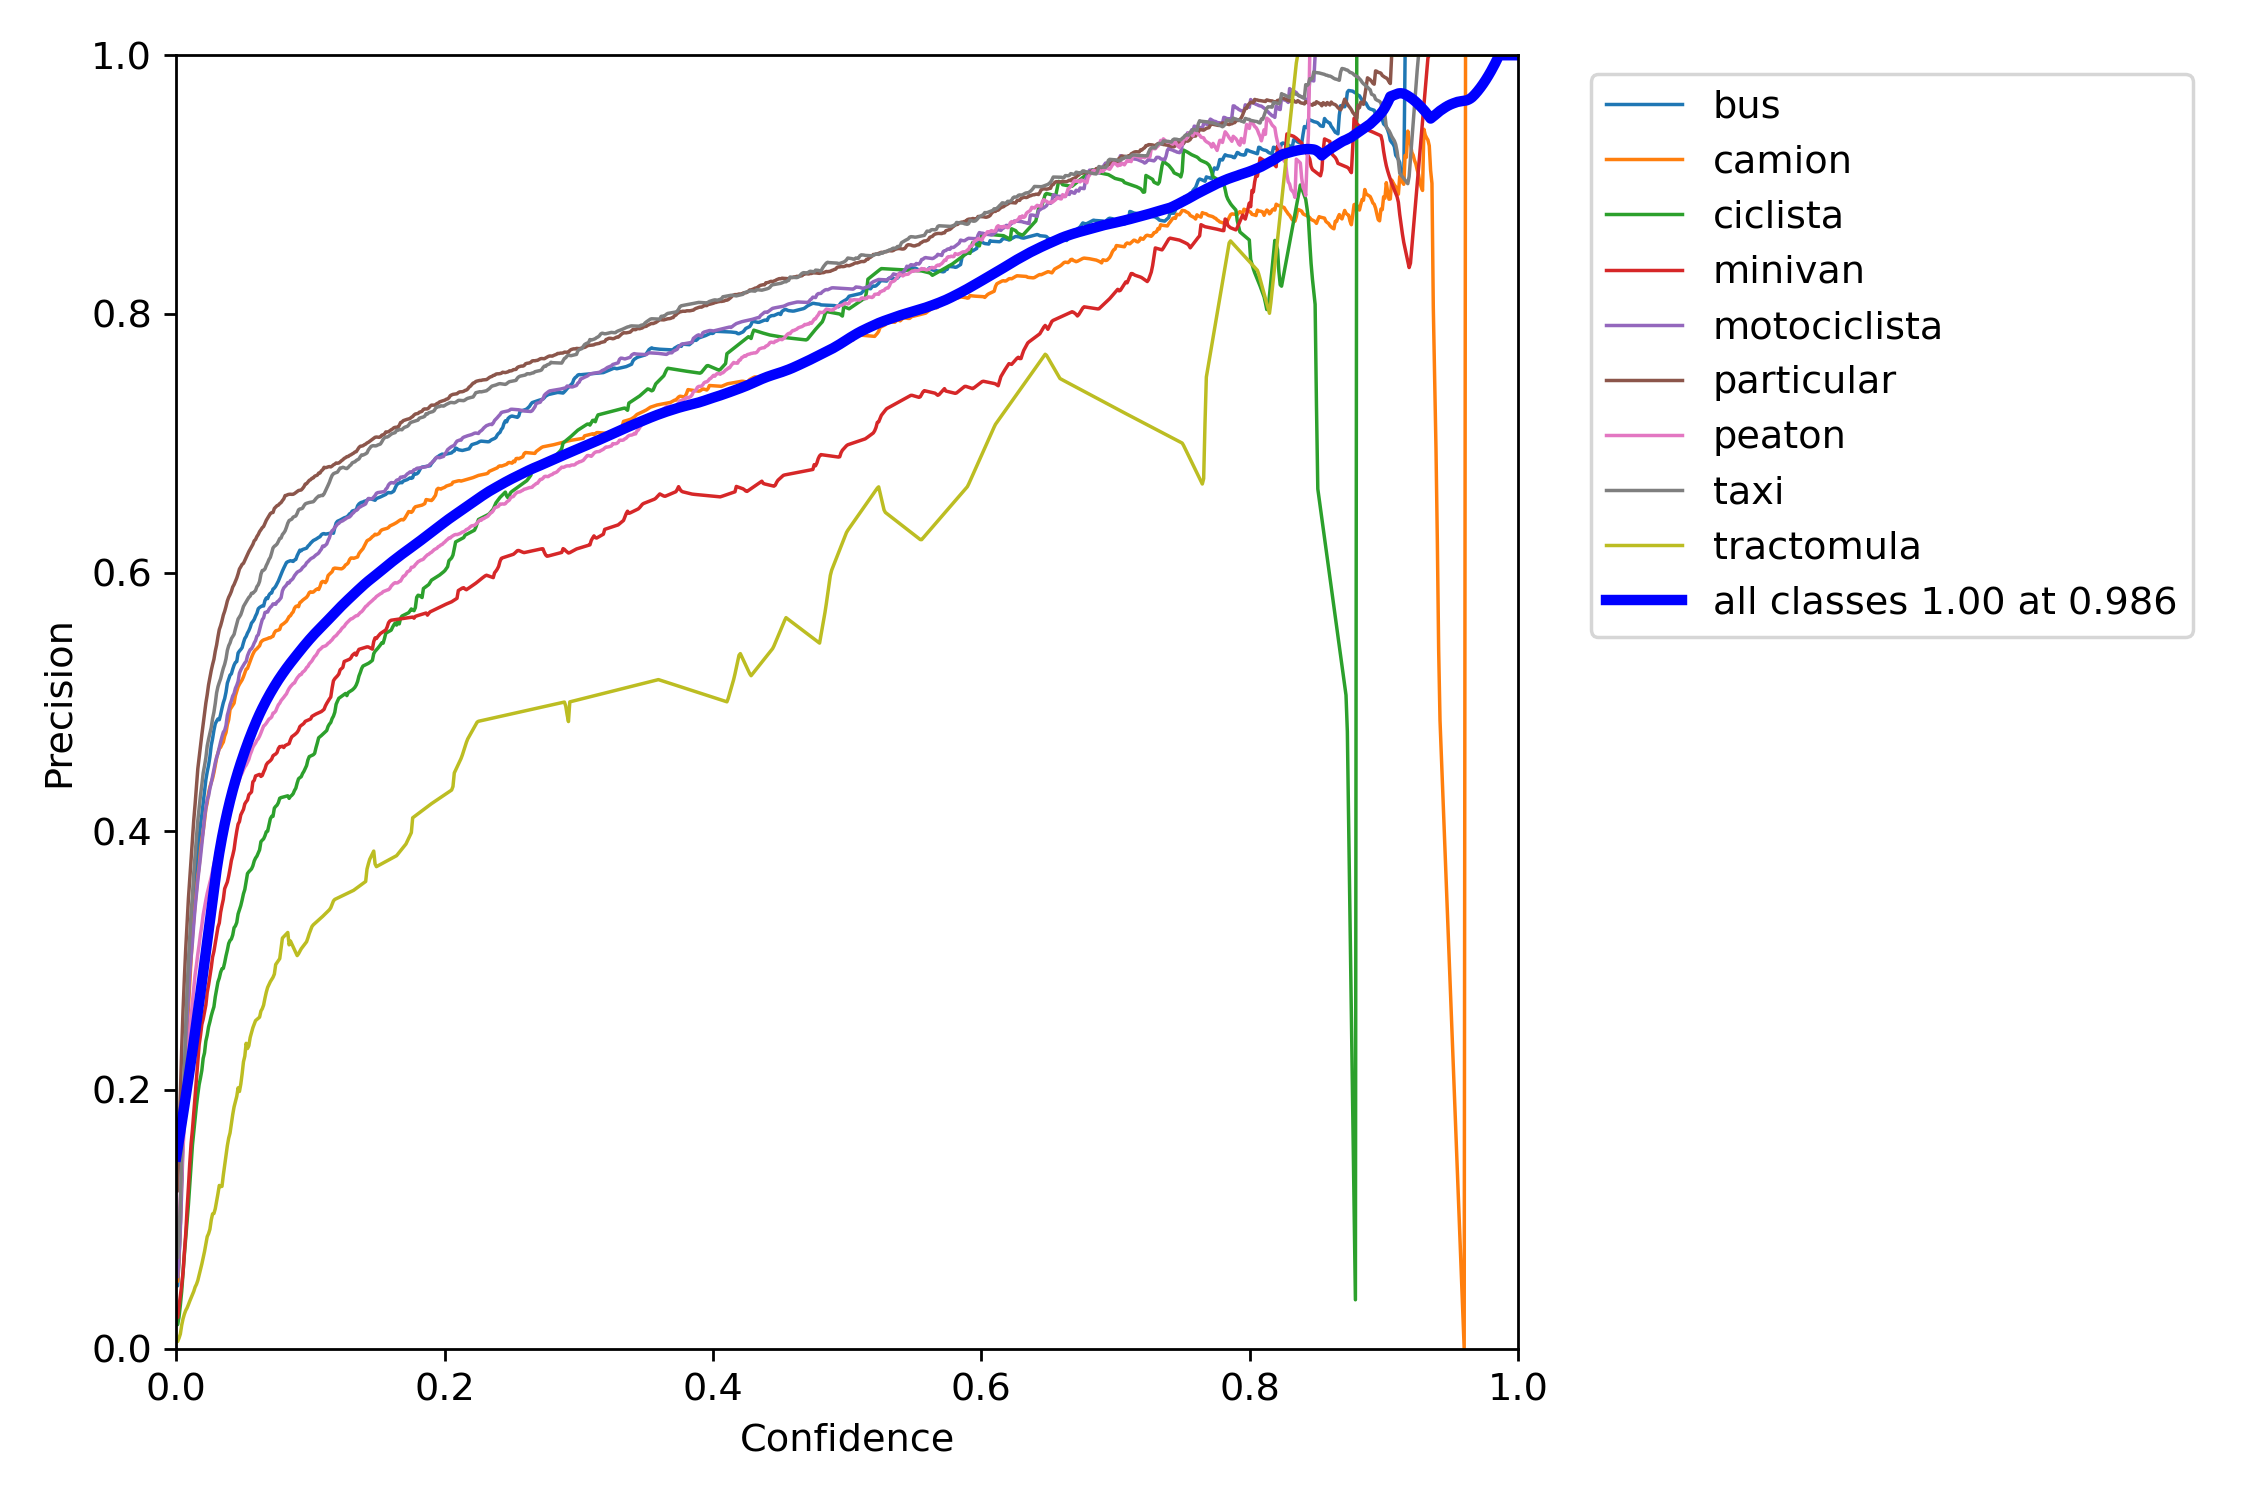 1.0
0.8
0.6
0.4
0.2
0.0
Precision
0.0 0.2 0.4 0.6 0.8 1.0
Confidence
bus
camion
ciclista
minivan
motociclista
particular
peaton
taxi
tractomula
all classes 1.00 at 0.986